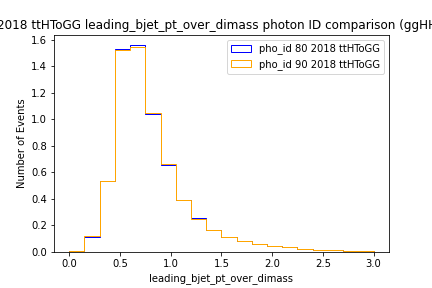 2018 ttHToGG leading_bjet_pt_over_dimass photon ID comparison (ggHH
pho_id 80 2018 ttHToGG
pho_id 90 2018 ttHToGG
Number of Events
1.6
1.4
1.2
1.0
0.8
0.6
0.4
0.2
0.0
0.0 0.5 1.0 1.5 2.0 2.5 3.0
leading_bjet_pt_over_dimass